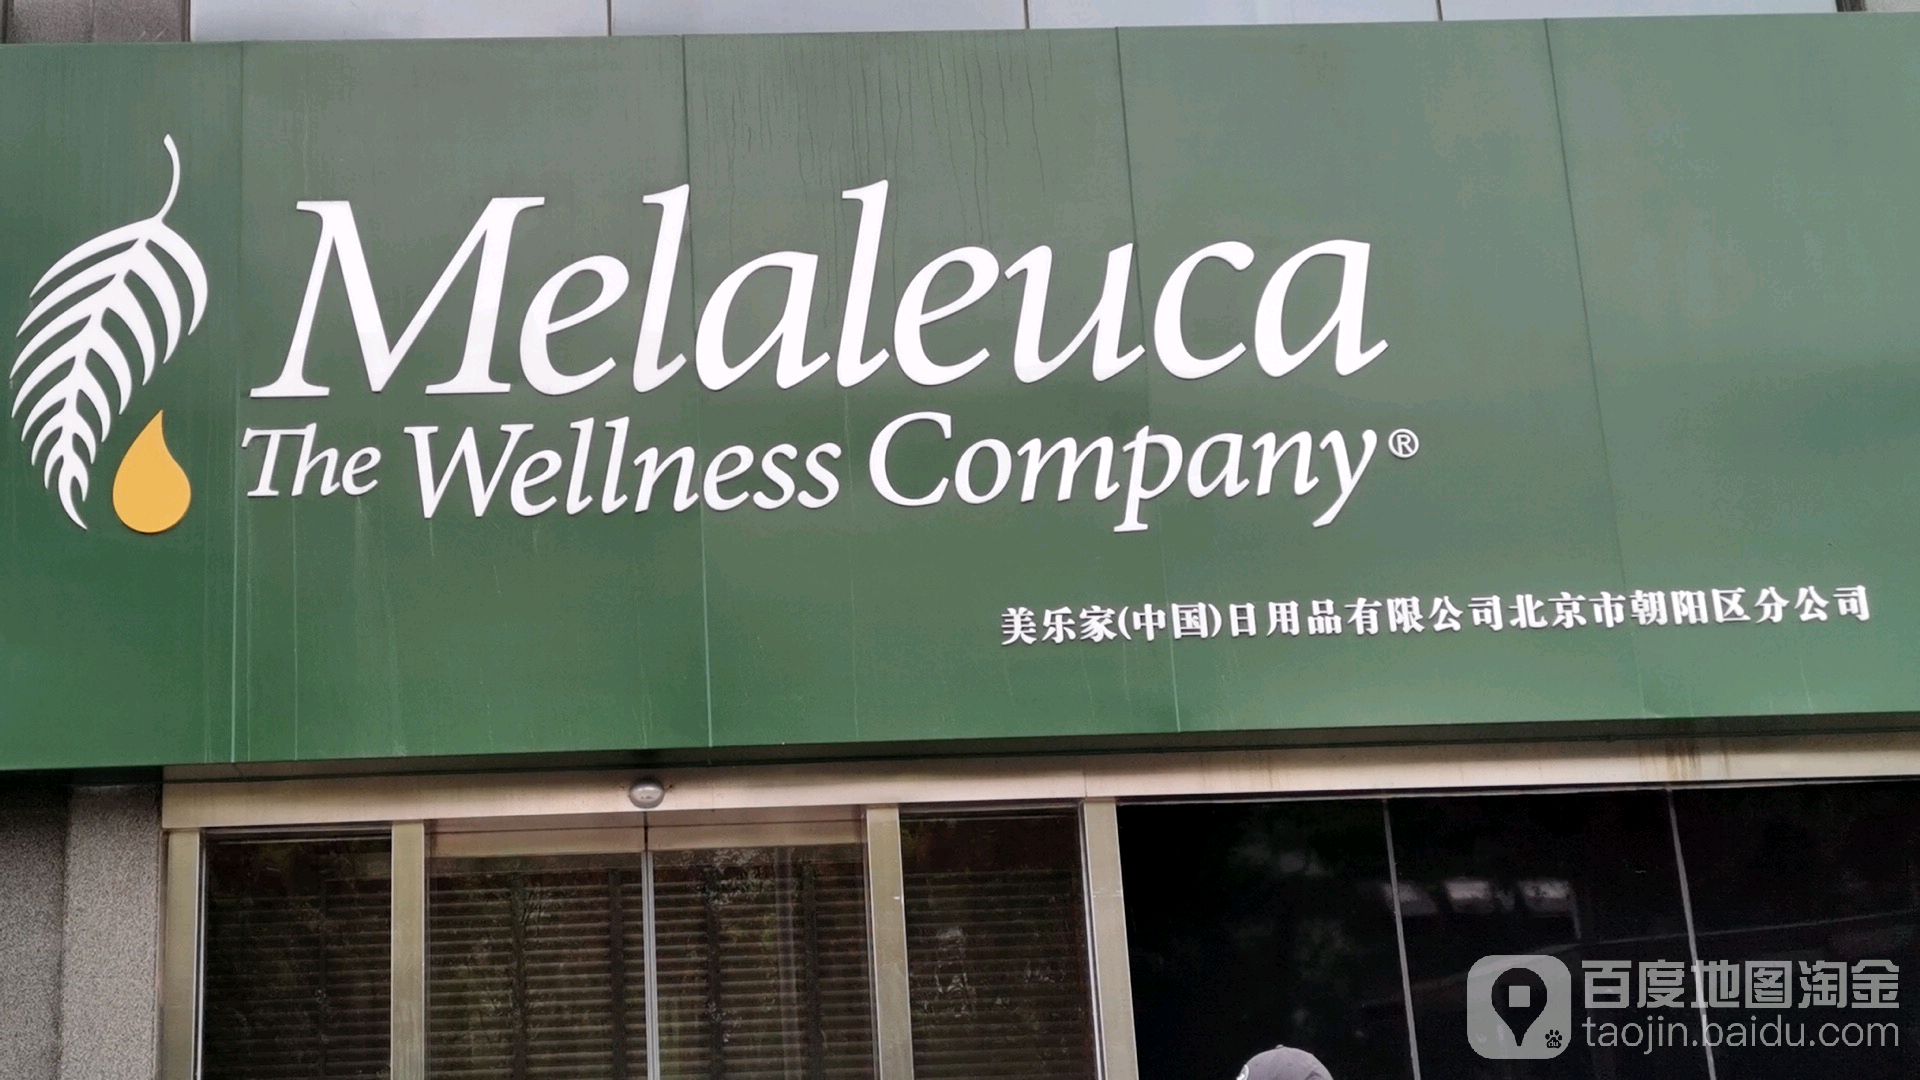 Melaleuca
The Wellness Company®
美乐家(中国)日用品有限公司北京市朝阳区分公司
百度地图淘金
taojin.baidu.com